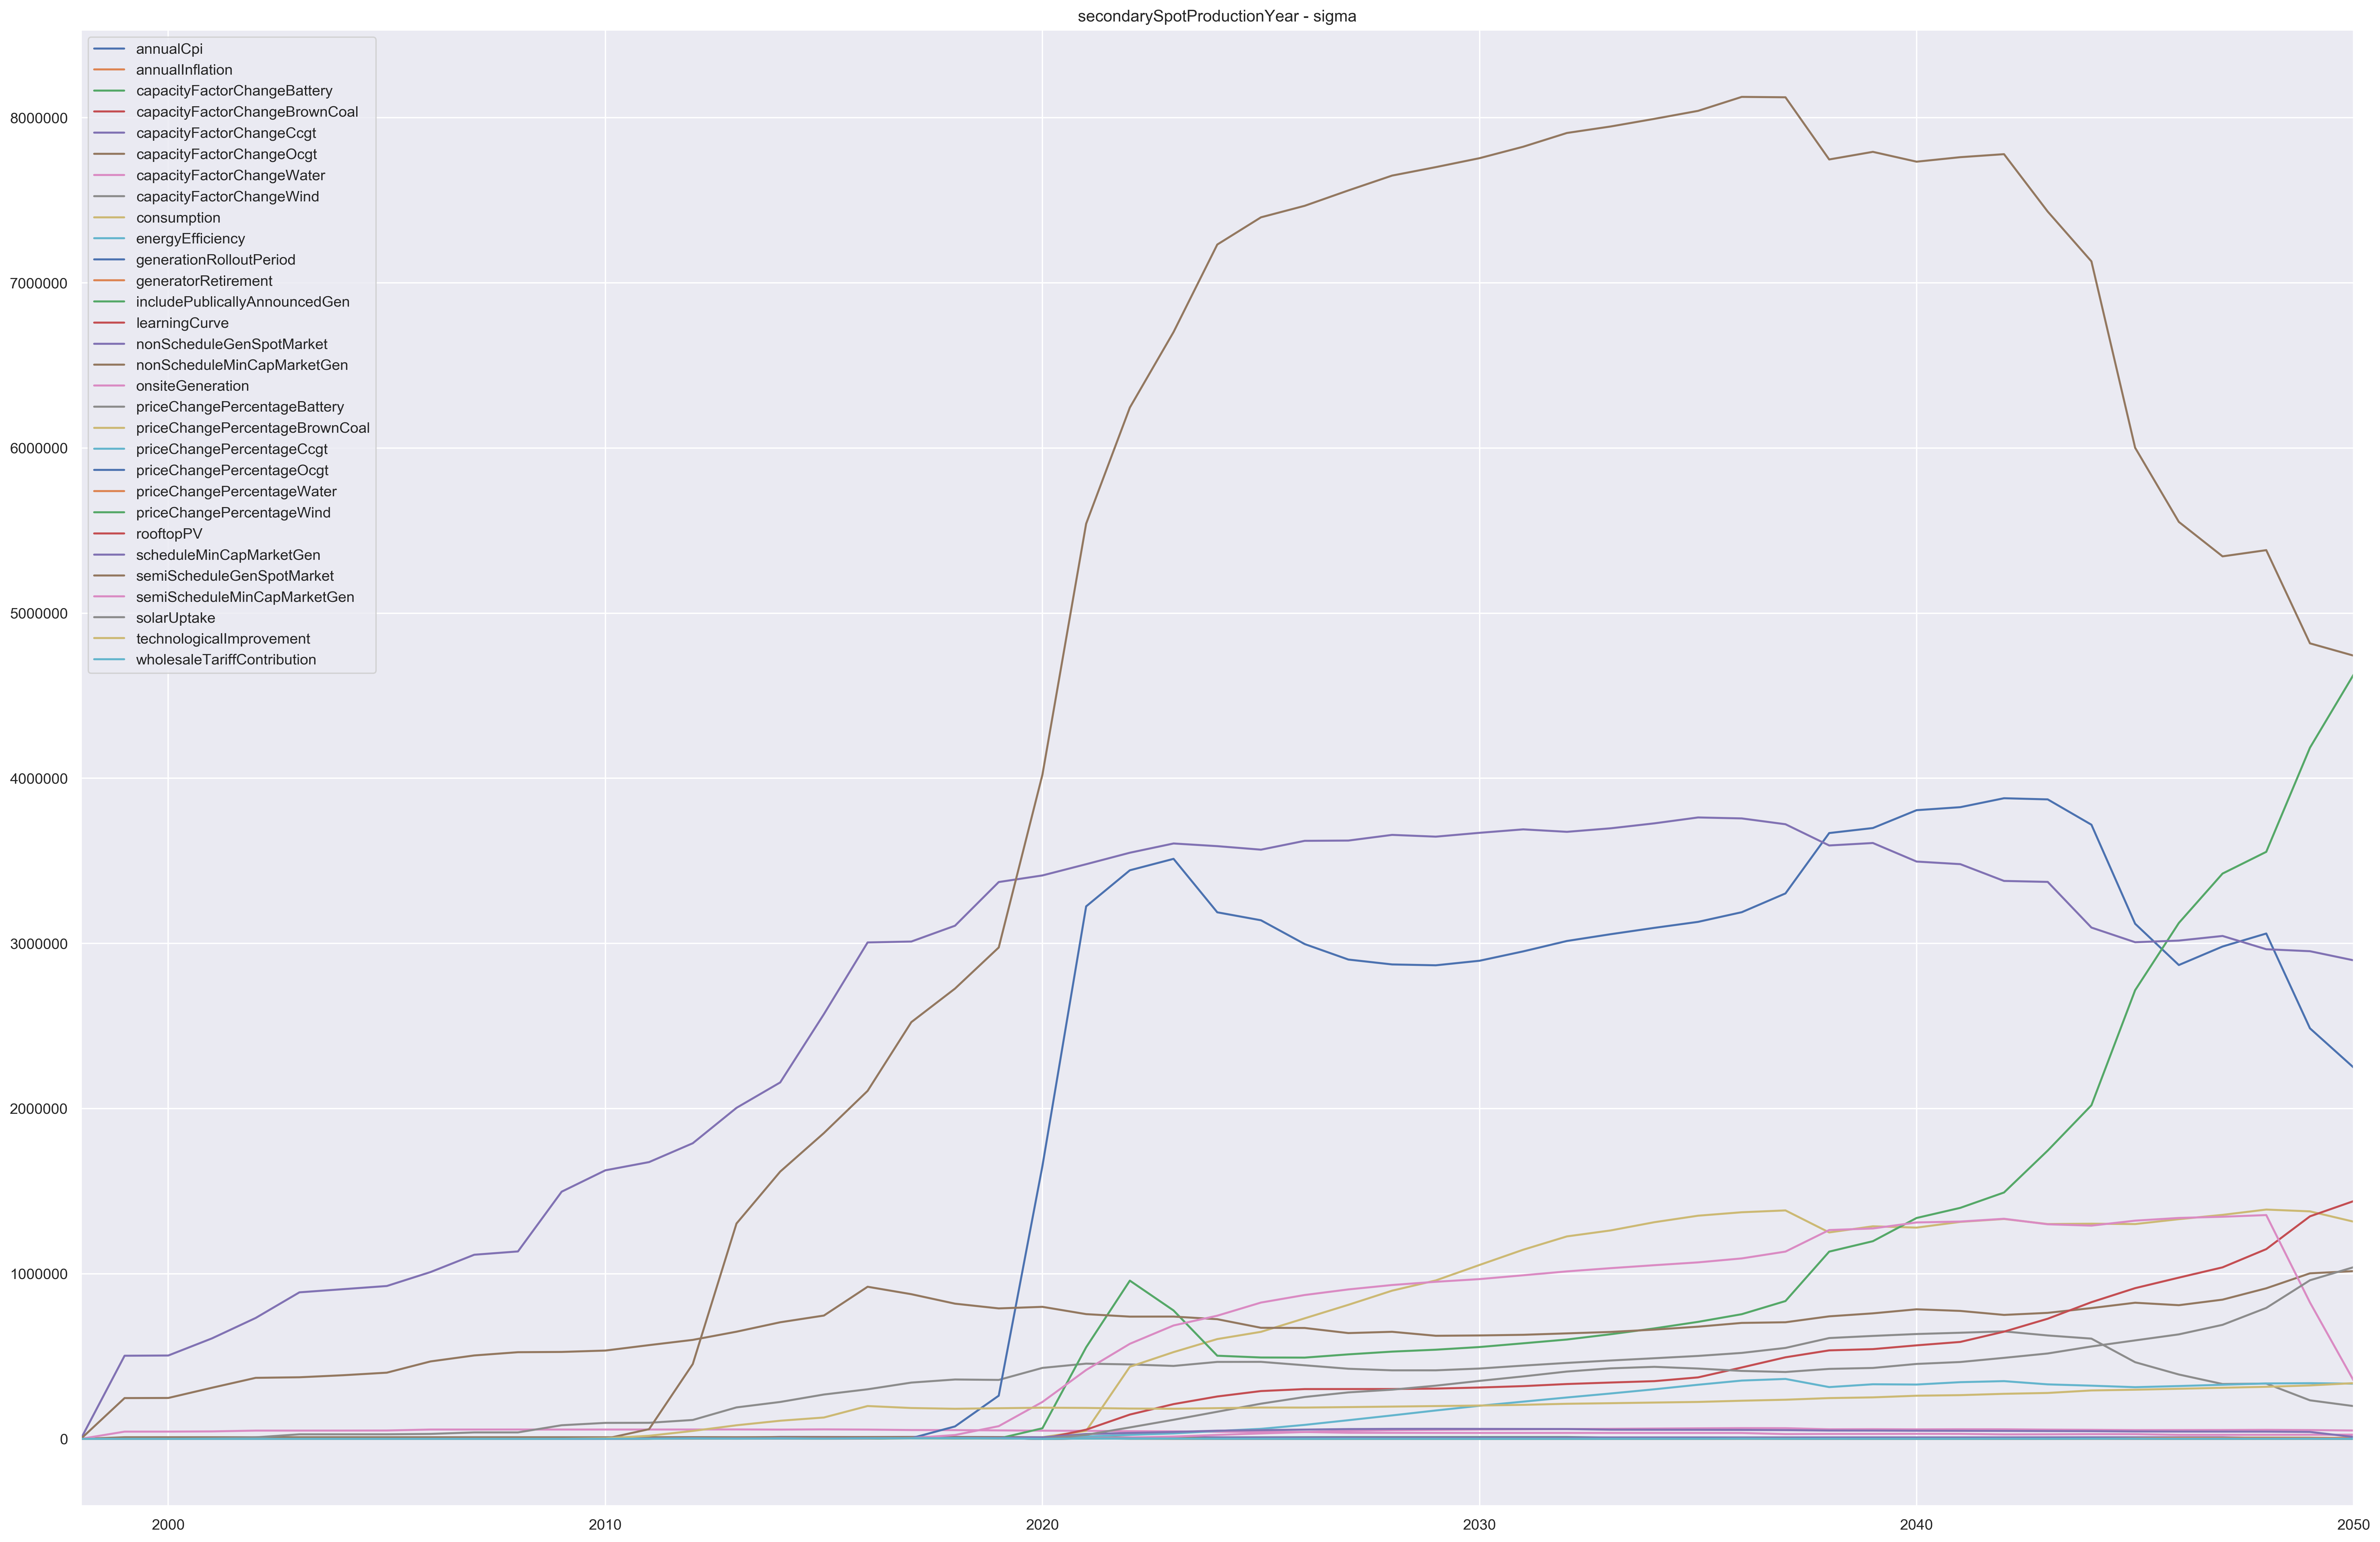 secondarySpotProductionYear - sigma
annualCpi
annualInflation
capacityFactorChangeBattery
capacityFactorChangeBrownCoal
capacityFactorChangeCcgt
capacityFactorChangeOcgt
capacityFactorChangeWater
capacityFactorChangeWind
consumption
energyEfficiency
generationRolloutPeriod
generatorRetirement
includePublicallyAnnouncedGen
learningCurve
nonScheduleGenSpotMarket
nonScheduleMinCapMarketGen
onsiteGeneration
priceChangePercentageBattery
priceChangePercentageBrownCoal
priceChangePercentageCcgt
priceChangePercentageOcgt
priceChangePercentageWater
priceChangePercentageWind
rooftopPV
scheduleMinCapMarketGen
semiScheduleGenSpotMarket
semiScheduleMinCapMarketGen
solarUptake
technologicalImprovement
wholesaleTariffContribution
8000000
7000000
6000000
5000000
4000000
3000000
2000000
1000000
0
2000 2010 2020 2030 2040 2050